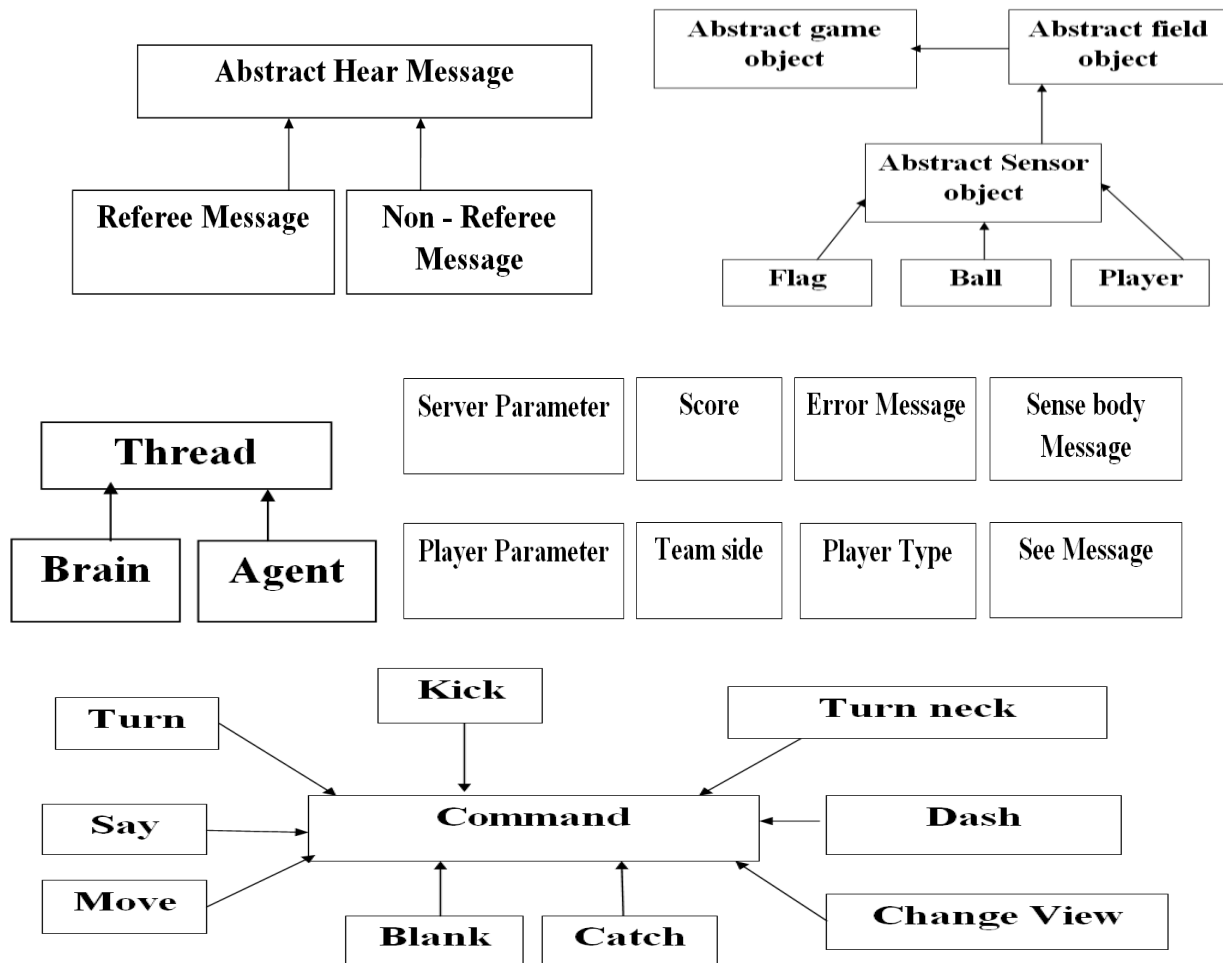 Abstract Hear Message
Referee Message
Non - Referee
Message
Abstract game
object
Abstract field
object
Abstract Sensor
object
Flag
Ball
Player
Thread
Brain
Agent
Server Parameter
Score
Error Message
Sense body
Message
Player Parameter
Team side
Player Type
See Message
Kick
Turn
Turn neck
Say
Command
Dash
Move
Blank
Catch
Change View